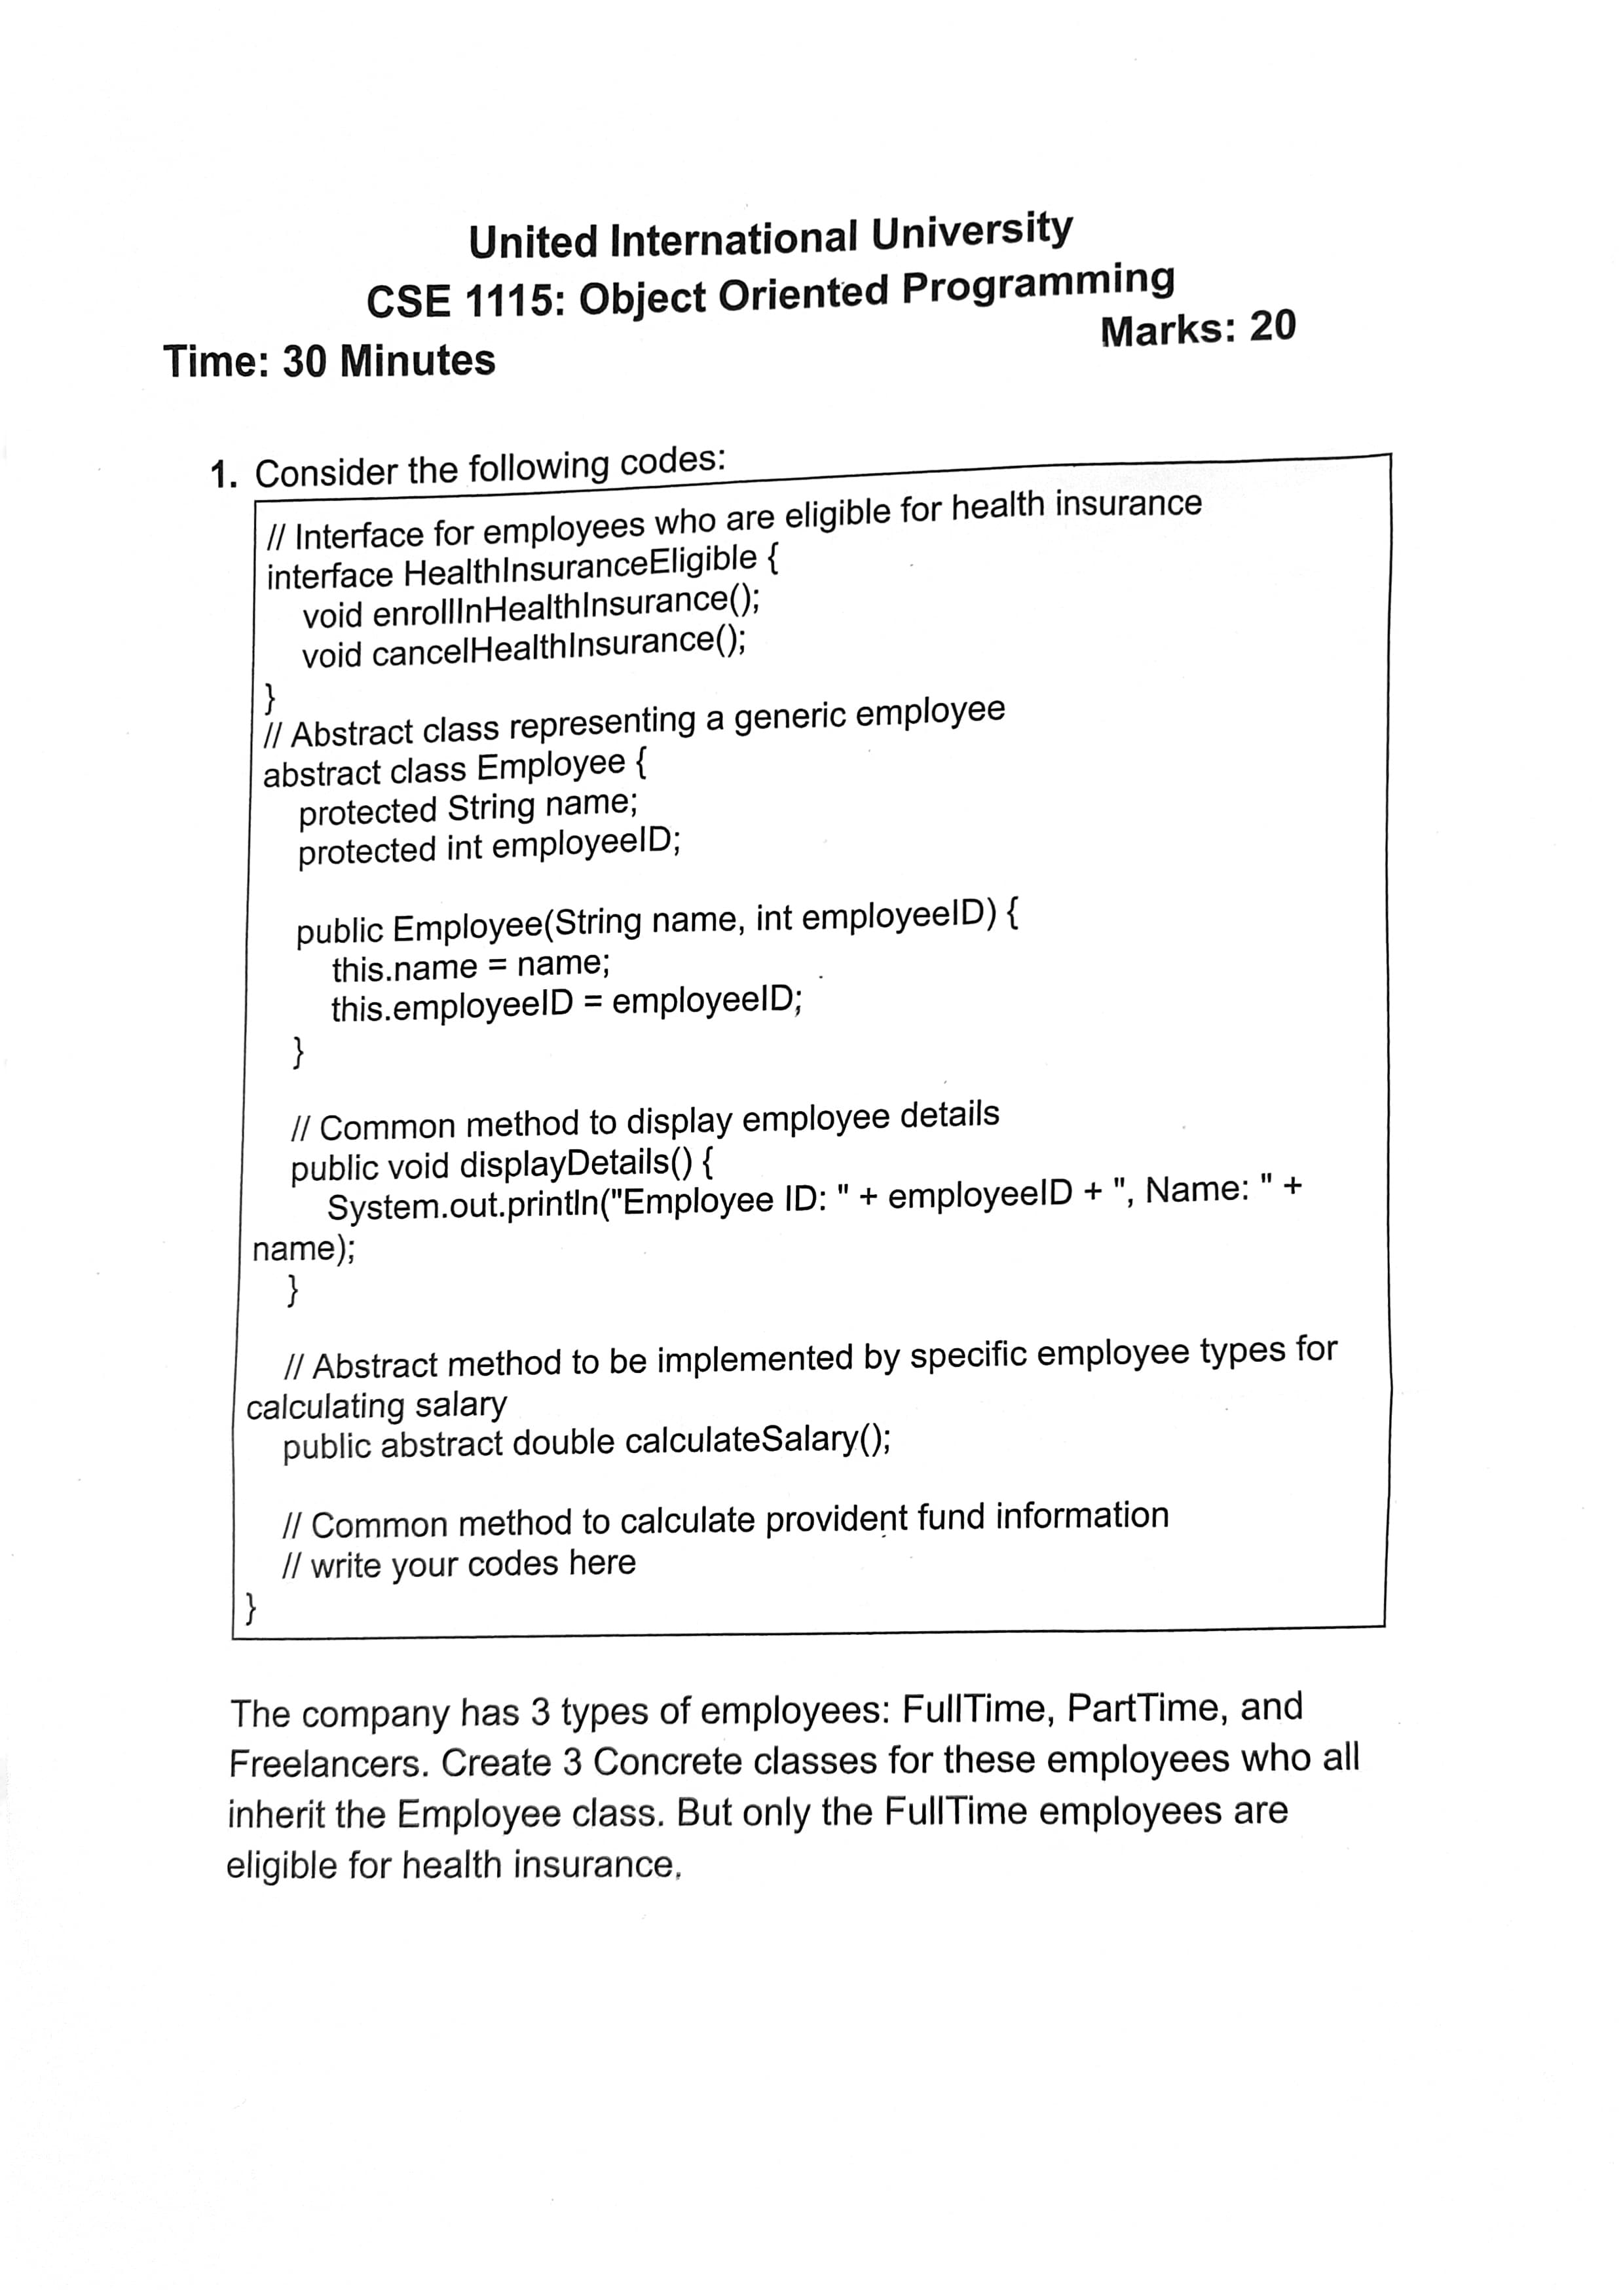 United International University
CSE 1115: Object Oriented Programming
Time: 30 Minutes
Marks: 20
1. Consider the following codes:
// Interface for employees who are eligible for health insurance
interface HealthInsuranceEligible {
void enrollInHealthInsurance();
void cancelHealthInsurance();
}
// Abstract class representing a generic employee
abstract class Employee {
protected String name;
protected int employeeID;
public Employee(String name, int employeeID) {
this.name = name;
this.employeeID = employeeID;
}
// Common method to display employee details
public void displayDetails() {
System.out.println("Employee ID: " + employeeID + ", Name: " +
name);
}
// Abstract method to be implemented by specific employee types for
calculating salary
public abstract double calculateSalary();
// Common method to calculate provident fund information
// write your codes here
}
The company has 3 types of employees: FullTime, PartTime, and
Freelancers. Create 3 Concrete classes for these employees who all
inherit the Employee class. But only the FullTime employees are
eligible for health insurance.